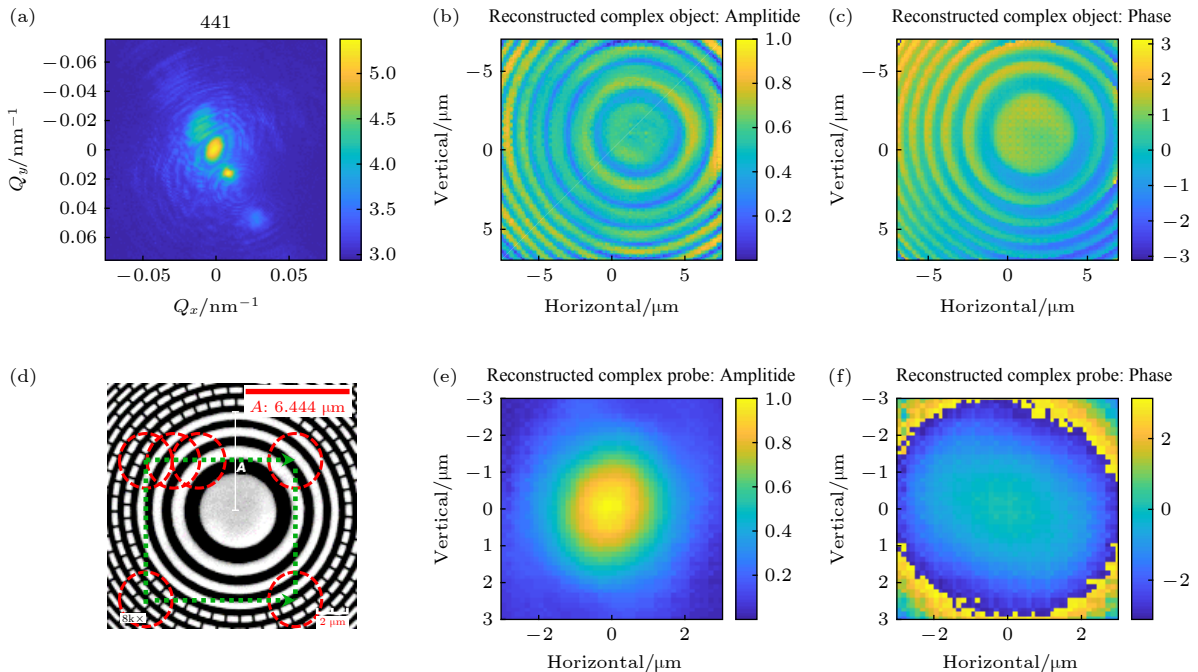 (a)
441
−0.06
−0.04
−0.02
0
0.02
0.04
0.06
Qy/nm−1
−0.05
0
0.05
Qx/nm−1
5.0
4.5
4.0
3.5
3.0
(b)
Reconstructed complex object: Amplitide
−5
0
5
Vertical/μm
−5
0
5
Horizontal/μm
1.0
0.8
0.6
0.4
0.2
(c)
Reconstructed complex object: Phase
−5
0
5
Vertical/μm
−5
0
5
Horizontal/μm
3
2
1
0
−1
−2
−3
(d)
A: 6.444 μm
A
8k×
2 μm
(e)
Reconstructed complex probe: Amplitide
−3
−2
−1
0
1
2
3
Vertical/μm
−2
0
2
Horizontal/μm
1.0
0.8
0.6
0.4
0.2
(f)
Reconstructed complex probe: Phase
−3
−2
−1
0
1
2
3
Vertical/μm
−2
0
2
Horizontal/μm
2
0
−2